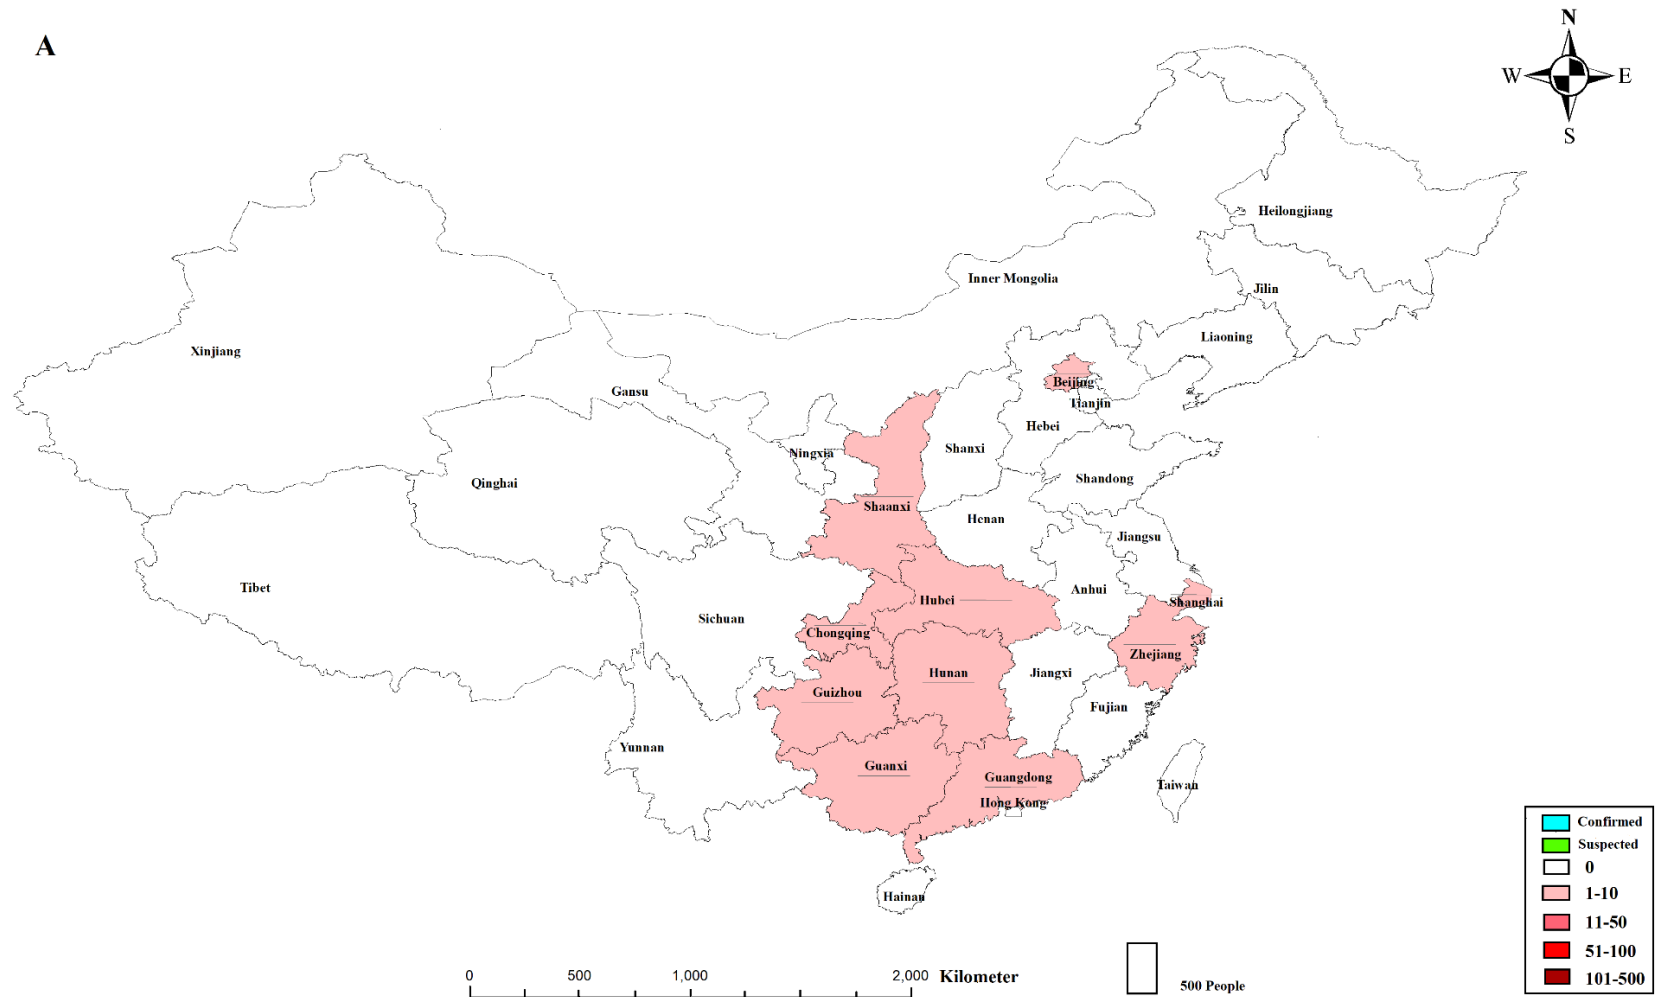 A
N
W
E
S
Heilongjiang
Inner Mongolia
Jilin
Liaoning
Xinjiang
Beijing
Gansu
Tianjin
Hebei
Shanxi
Ningxia
Shandong
Qinghai
Shaanxi
Henan
Jiangsu
Tibet
Anhui
Hubei
Shanghai
Sichuan
Chongqing
Zhejiang
Hunan
Jiangxi
Guizhou
Fujian
Yunnan
Guanxi
Guangdong
Taiwan
Hong Kong
Hainan
Confirmed
Suspected
0
1-10
11-50
51-100
101-500
0 500 1,000 2,000 Kilometer
500 People